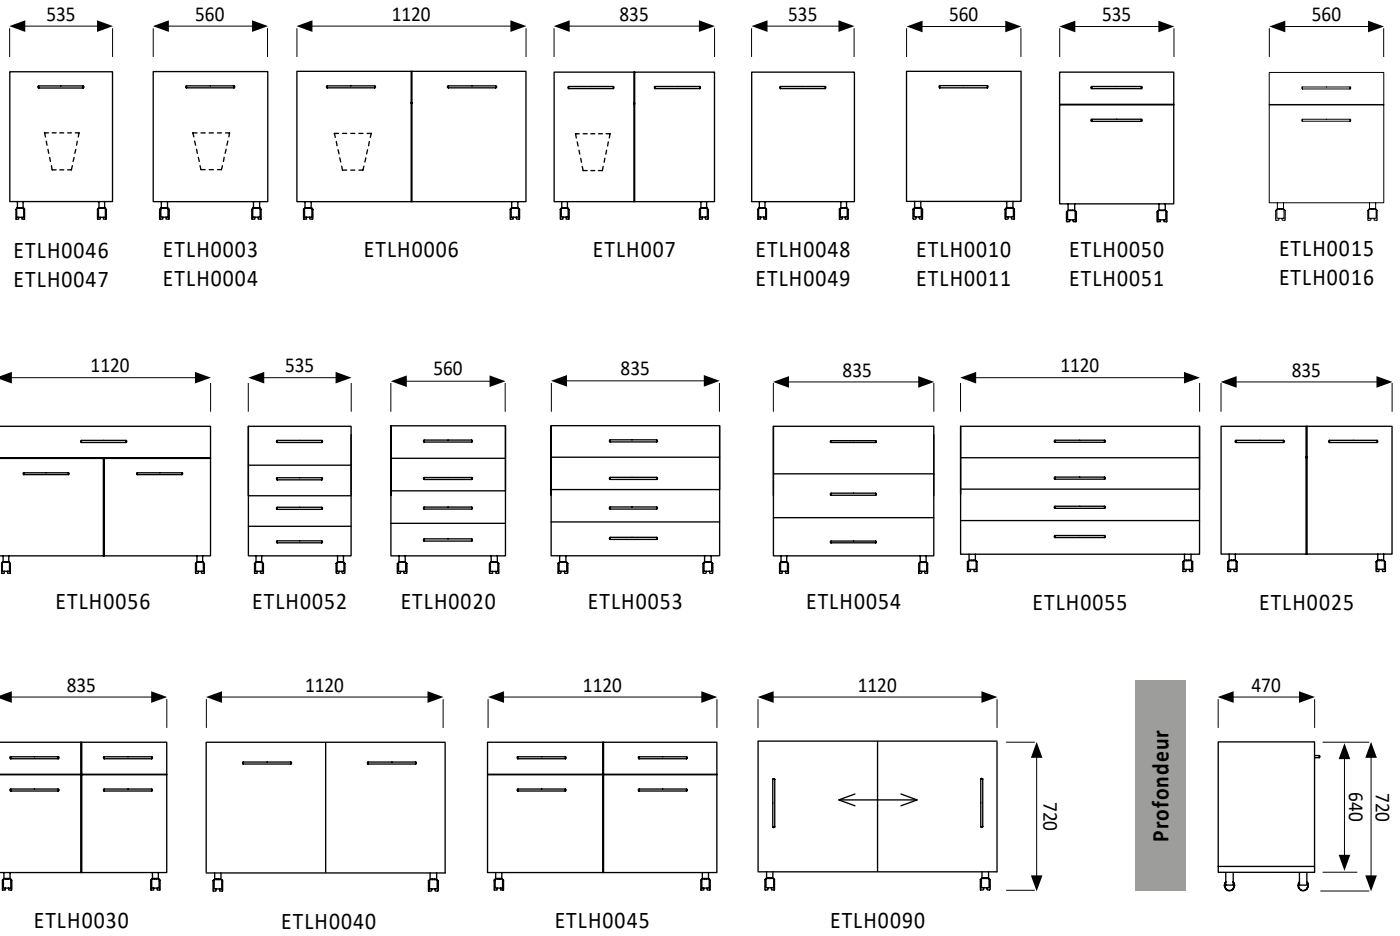 535 560 1120 835 535 560 535 560
ETLH0046 ETLH0003 ETLH0006 ETLH007 ETLH0048 ETLH0010 ETLH0050 ETLH0015
ETLH0047 ETLH0004 ETLH0049 ETLH0011 ETLH0051 ETLH0016
1120 535 560 835 835 1120 835
ETLH0056 ETLH0052 ETLH0020 ETLH0053 ETLH0054 ETLH0055 ETLH0025
835 1120 1120 1120 470
720 Profondeur 640 720
ETLH0030 ETLH0040 ETLH0045 ETLH0090